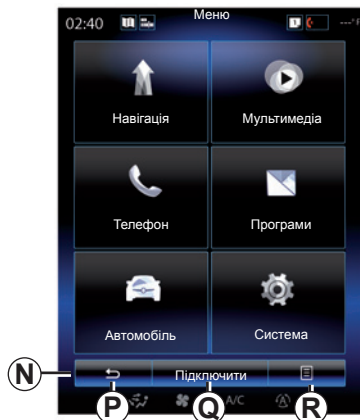 02:40 Меню ---°F
Навігація Мультимедіа
Телефон Програми
Автомобіль Система
N Підключити
P Q A/C R